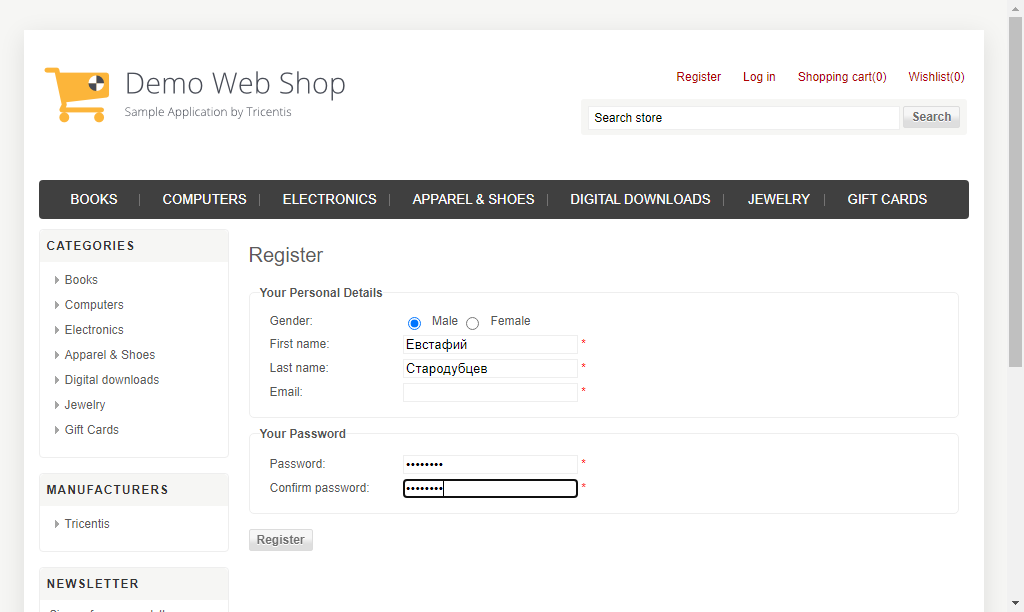 Demo Web Shop
Sample Application by Tricentis
Register Log in Shopping cart(0) Wishlist(0)
Search store Search
BOOKS COMPUTERS ELECTRONICS APPAREL & SHOES DIGITAL DOWNLOADS JEWELRY GIFT CARDS
CATEGORIES
Books
Computers
Electronics
Apparel & Shoes
Digital downloads
Jewelry
Gift Cards
MANUFACTURERS
Tricentis
NEWSLETTER
Register
Your Personal Details
Gender: Male Female
First name: Евстафий *
Last name: Стародубцев *
Email: *
Your Password
Password: •••••••• *
Confirm password: •••••••• *
Register